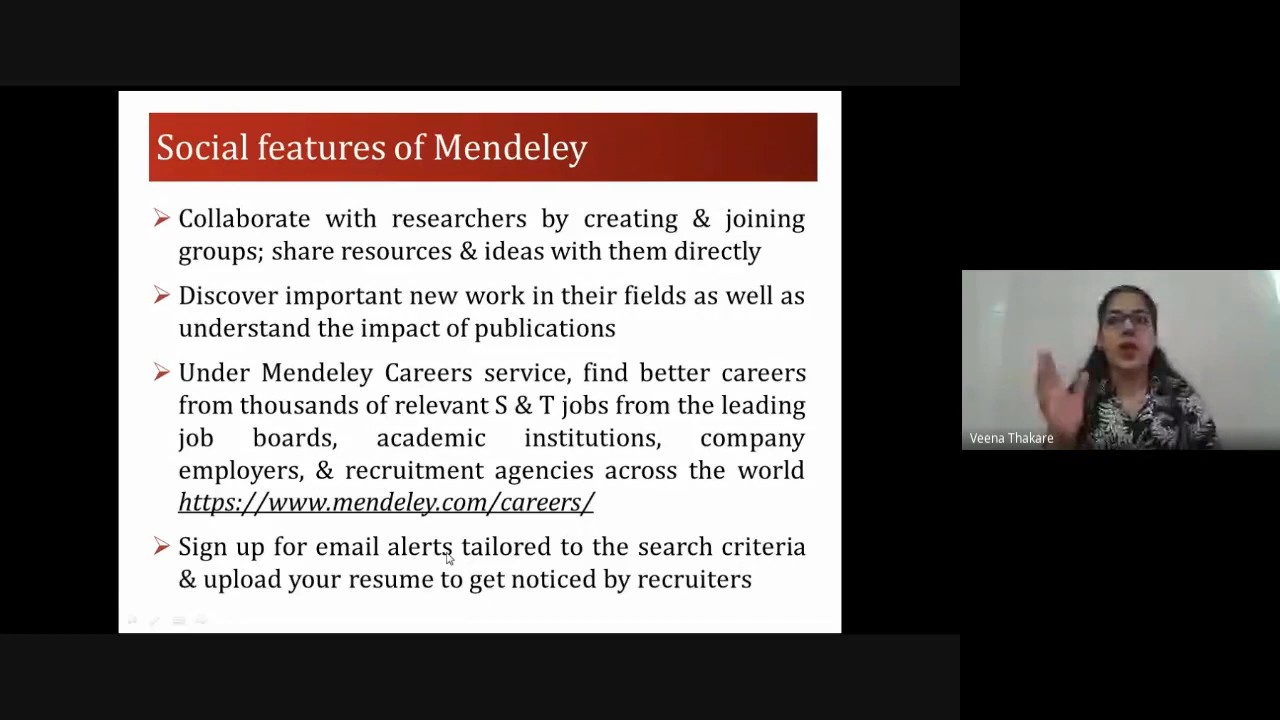 Social features of Mendeley
Collaborate with researchers by creating & joining
groups; share resources & ideas with them directly
Discover important new work in their fields as well as
understand the impact of publications
Under Mendeley Careers service, find better careers
from thousands of relevant S & T jobs from the leading
job boards, academic institutions, company
employers, & recruitment agencies across the world
https://www.mendeley.com/careers/
Sign up for email alerts tailored to the search criteria
& upload your resume to get noticed by recruiters
Veena Thakare